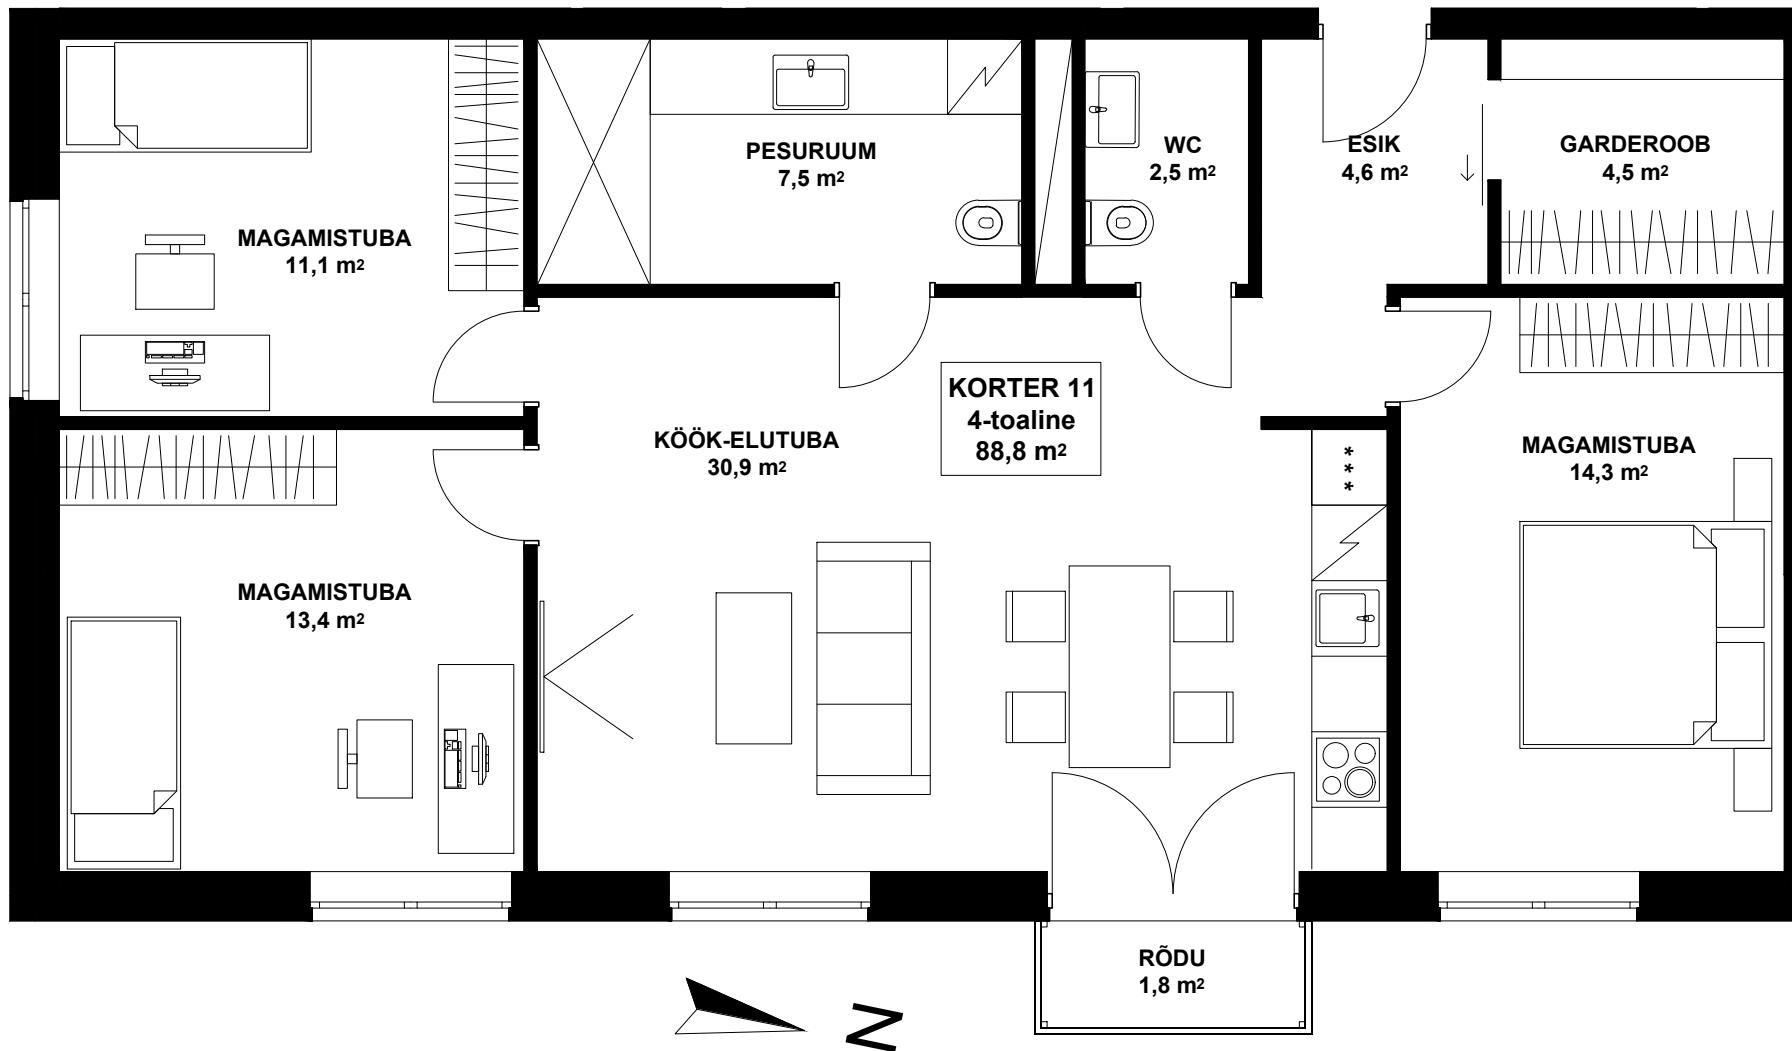 PESURUUM
7,5 m²
WC
2,5 m²
ESIK
4,6 m²
GARDEROOB
4,5 m²
MAGAMISTUBA
11,1 m²
KORTER 11
4-toaline
88,8 m²
KÖÖK-ELUTUBA
30,9 m²
MAGAMISTUBA
14,3 m²
***
MAGAMISTUBA
13,4 m²
RÕDU
1,8 m²
N